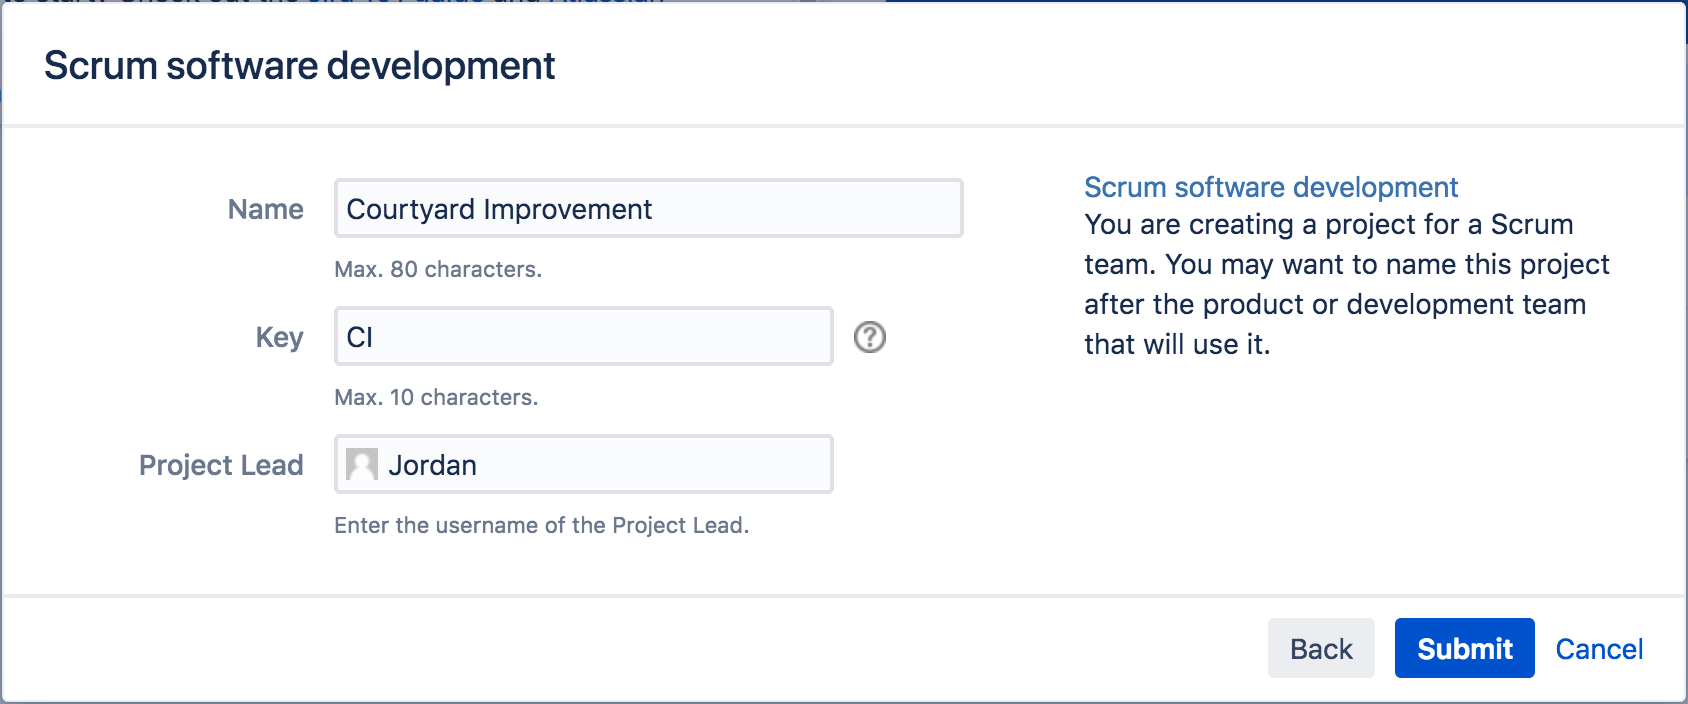 Scrum software development
Name
Courtyard Improvement
Max. 80 characters.
Key
CI
?
Max. 10 characters.
Project Lead
Jordan
Enter the username of the Project Lead.
Scrum software development
You are creating a project for a Scrum
team. You may want to name this project
after the product or development team
that will use it.
Back
Submit
Cancel